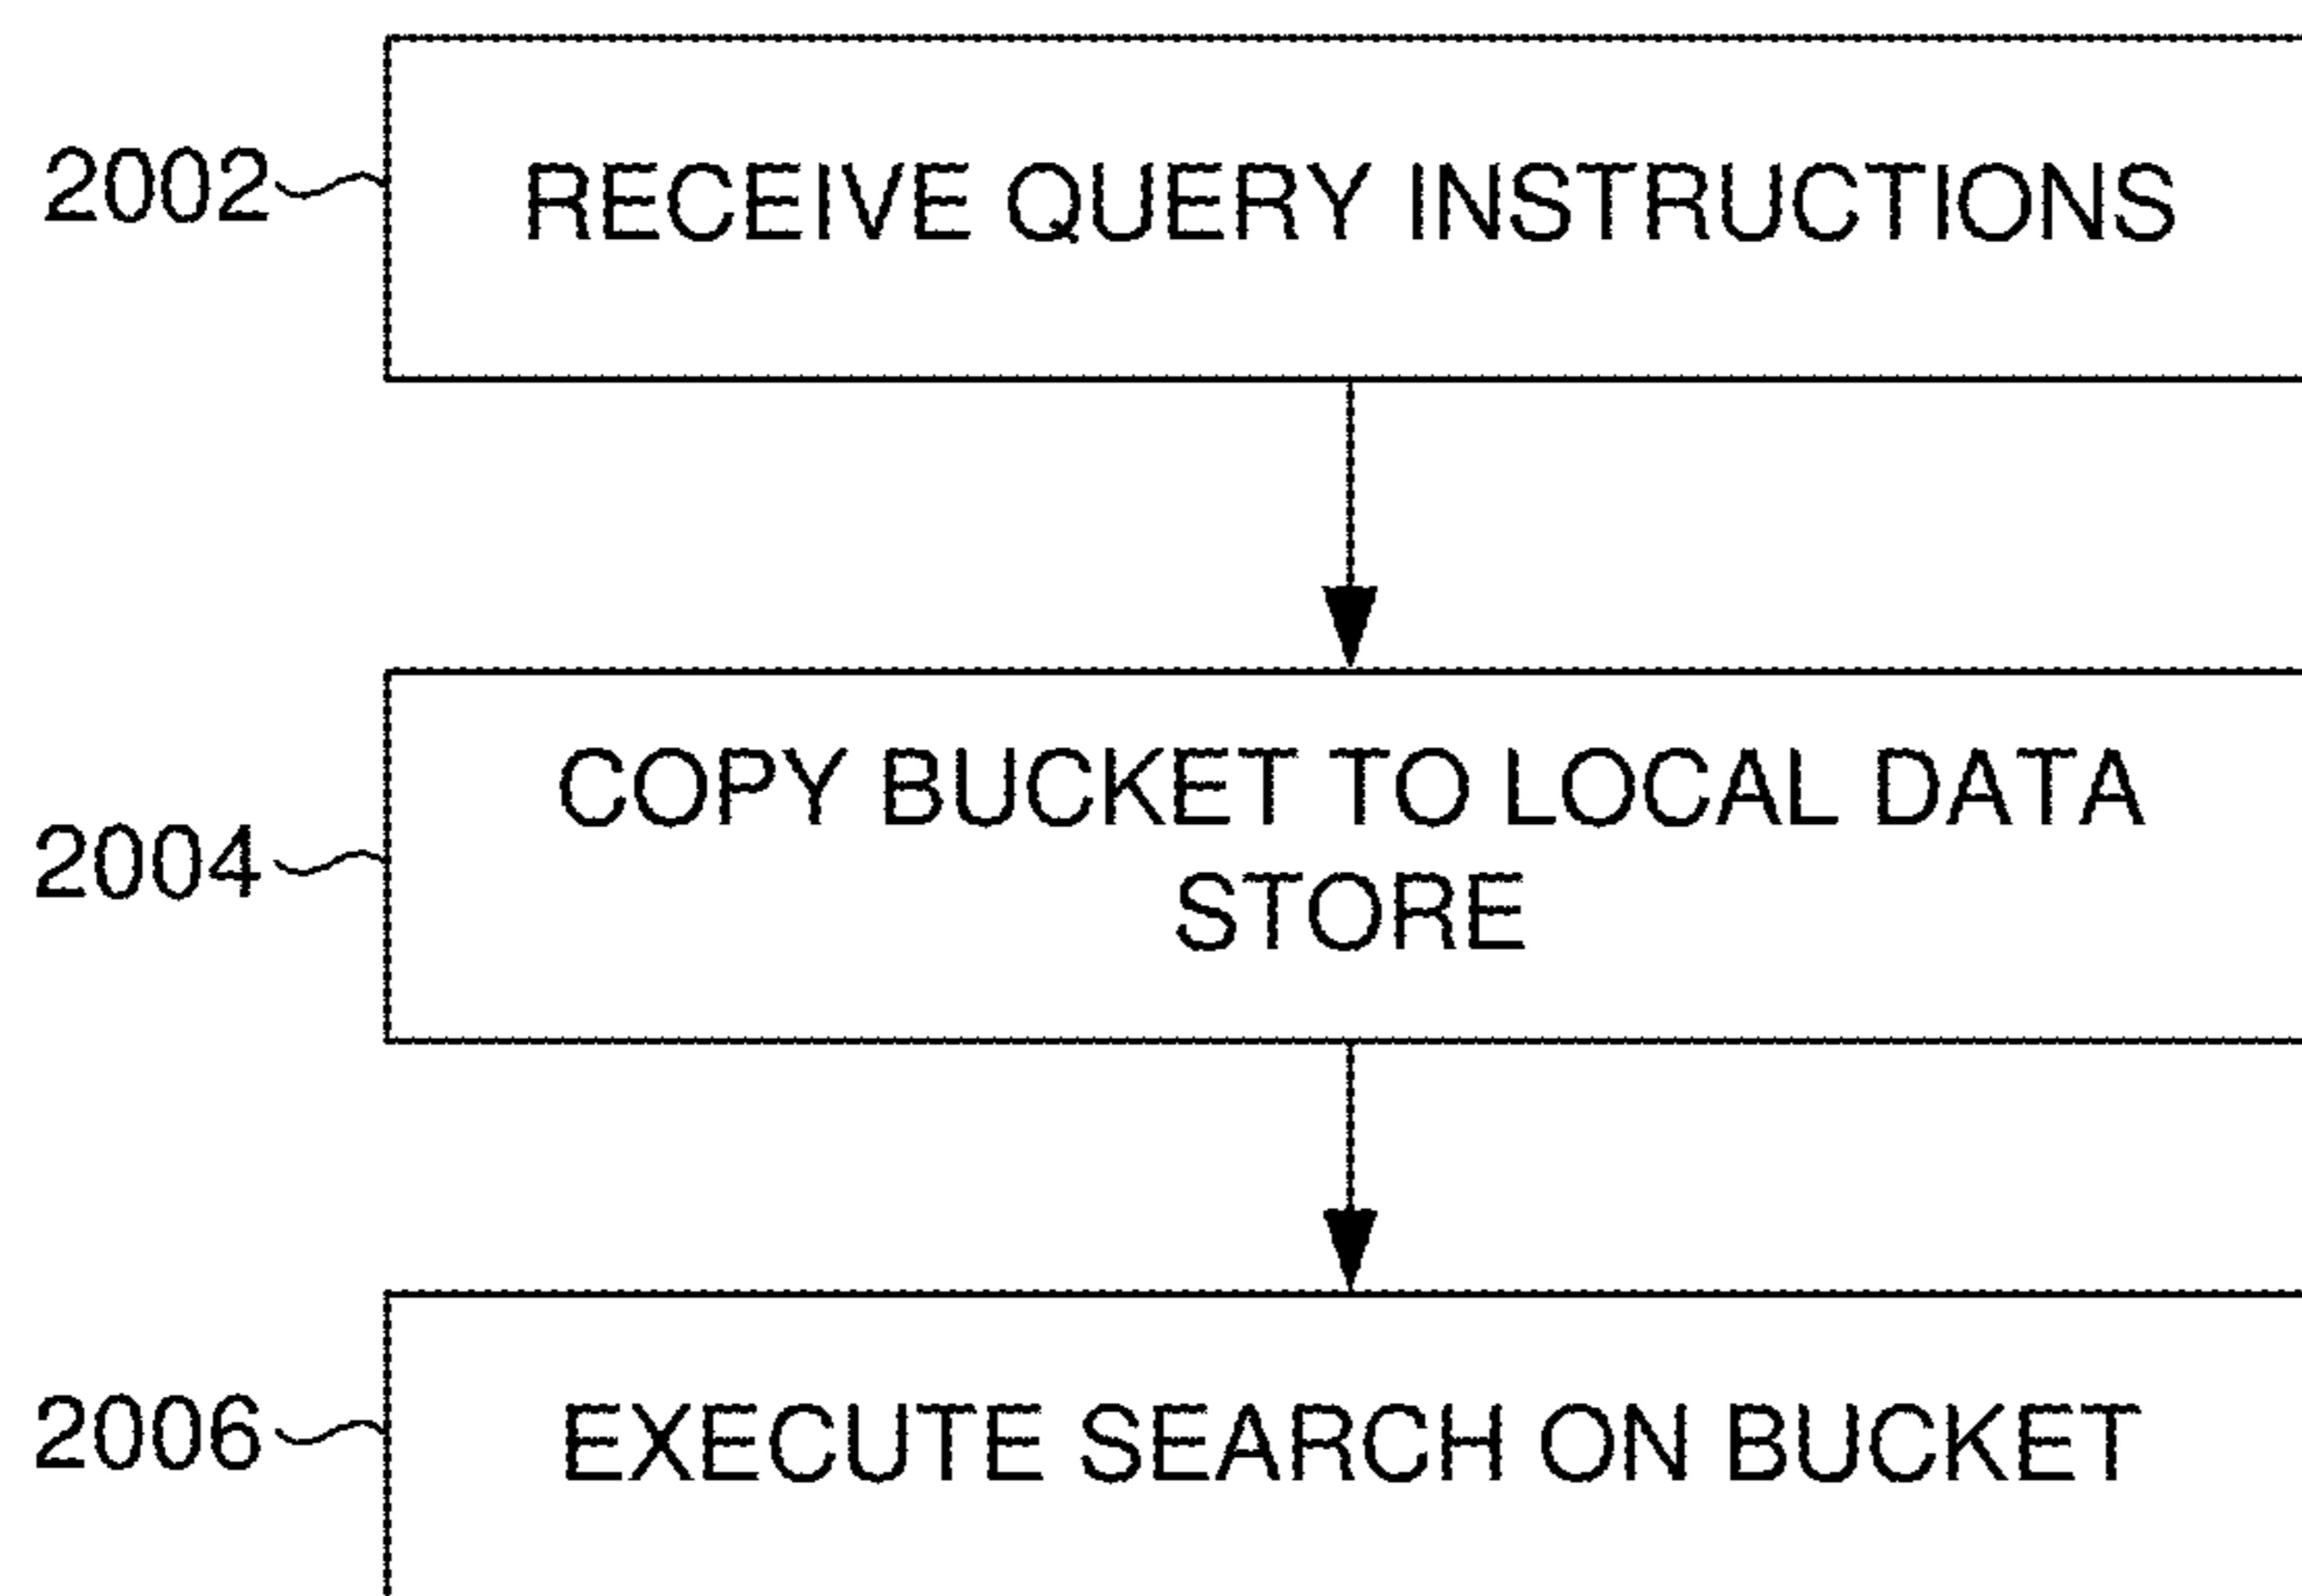 2002
RECEIVE QUERY INSTRUCTIONS
2004
COPY BUCKET TO LOCAL DATA
STORE
2006
EXECUTE SEARCH ON BUCKET